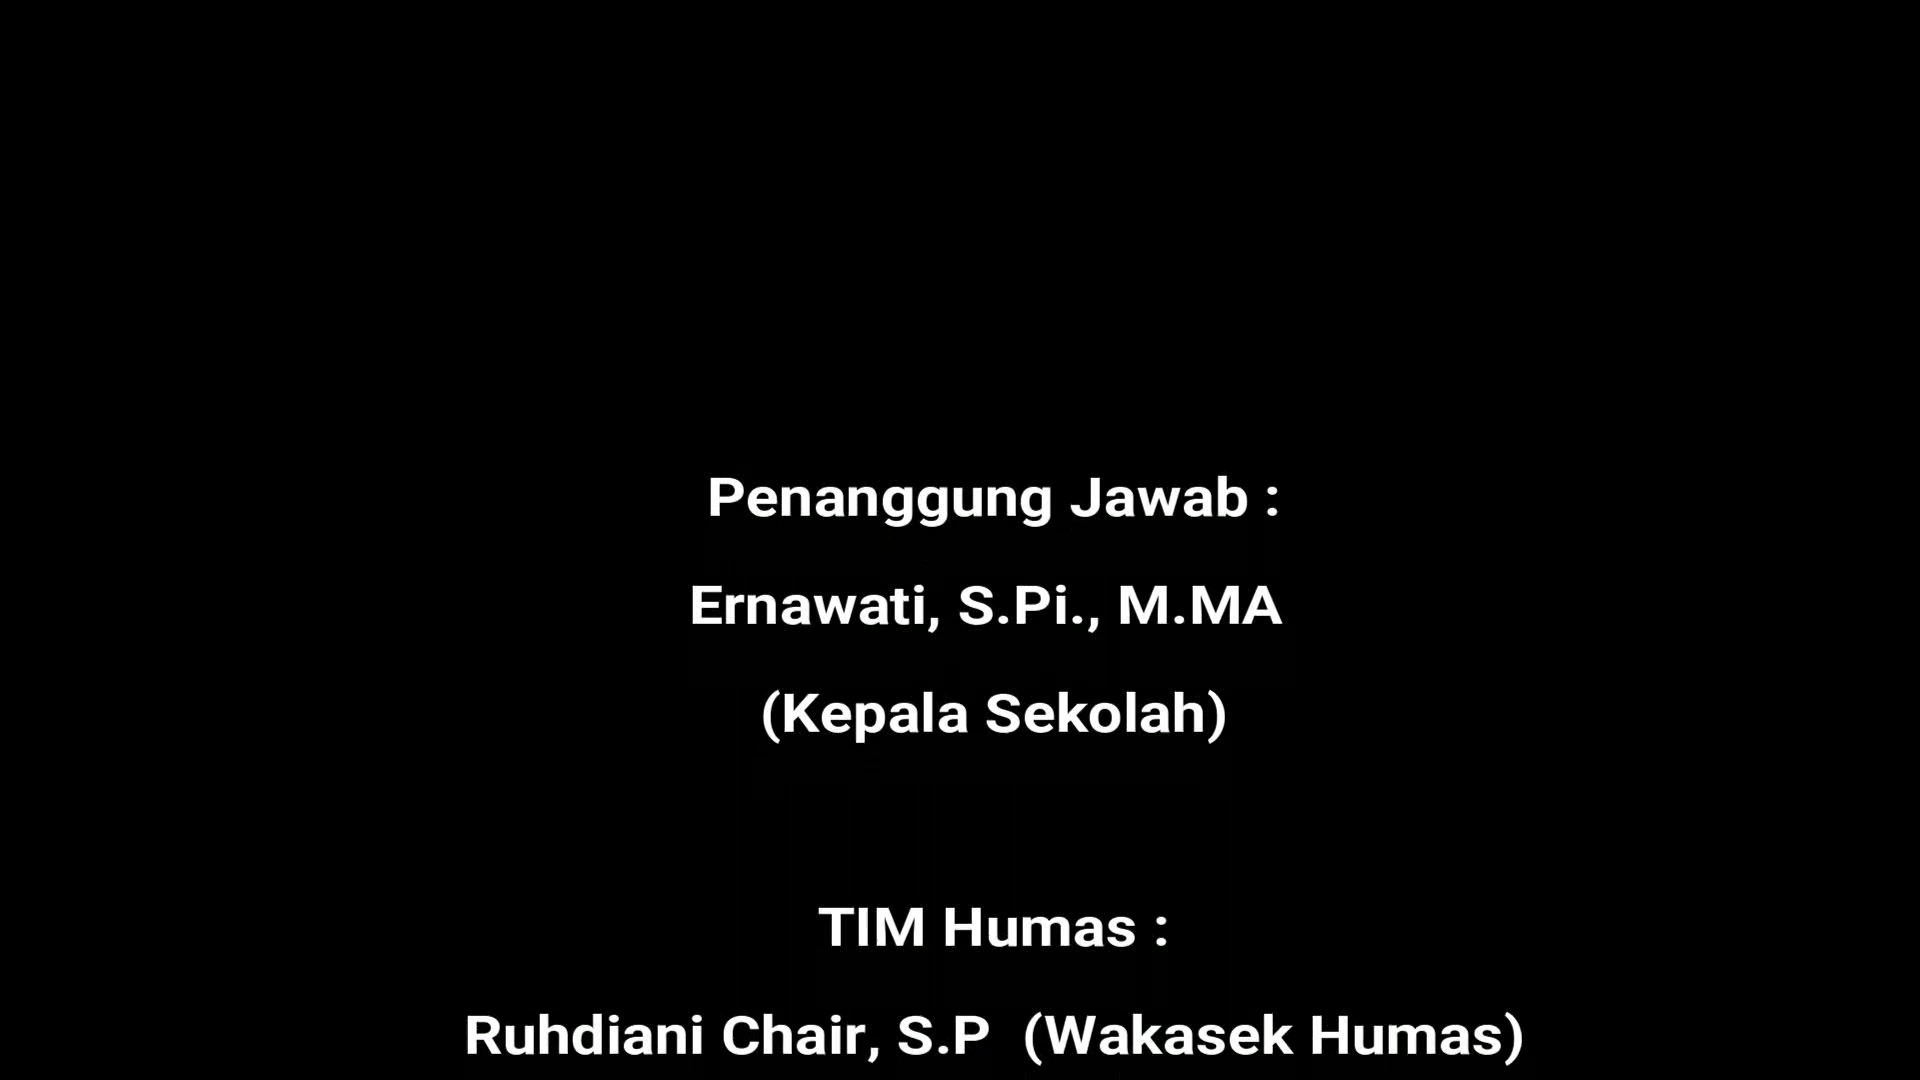 Penanggung Jawab :
Ernawati, S.Pi., M.MA
(Kepala Sekolah)
TIM Humas :
Ruhdiani Chair, S.P  (Wakasek Humas)